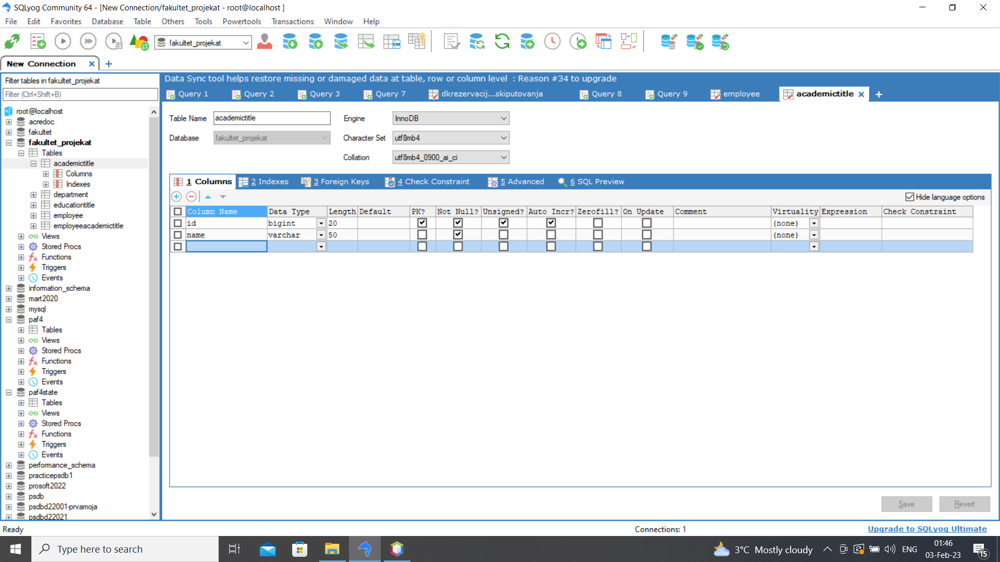 SQLyog Community 64 - [New Connection/fakultet_projekat - root@localhost ]
File Edit Favorites Database Table Others Tools Powertools Transactions Window Help
fakultet_projekat
New Connection
Filter tables in fakultet_projekat
Filter (Ctrl+Shift+B)
root@localhost
acredoc
fakultet
fakultet_projekat
Tables
academictitle
Columns
Indexes
department
educationtitle
employee
employeeacademictitle
Views
Stored Procs
Functions
Triggers
Events
information_schema
mart2020
mysql
paf4
Tables
Views
Stored Procs
Functions
Triggers
Events
paf4state
Tables
Views
Stored Procs
Functions
Triggers
Events
performance_schema
practicepsdb1
prosoft2022
psdb
psdbd22001-prvamoja
psdbd22021
Data Sync tool helps restore missing or damaged data at table, row or column level : Reason #34 to upgrade
Query 1 Query 2 Query 3 Query 7 dkrezervacij...skiputovanja Query 8 Query 9 employee academictitle
Table Name academictitle Engine InnoDB
Database fakultet_projekat Character Set utf8mb4
Collation utf8mb4_0900_ai_ci
1 Columns 2 Indexes 3 Foreign Keys 4 Check Constraint 5 Advanced 6 SQL Preview
Hide language options
Column Name Data Type Length Default PK? Not Null? Unsigned? Auto Incr? Zerofill? On Update Comment Virtuality Expression Check Constraint
id bigint 20 (none)
name varchar 50 (none)
Save Revert
Ready Connections: 1 Upgrade to SQLyog Ultimate
Type here to search 3°C Mostly cloudy ENG 01:46
03-Feb-23 15